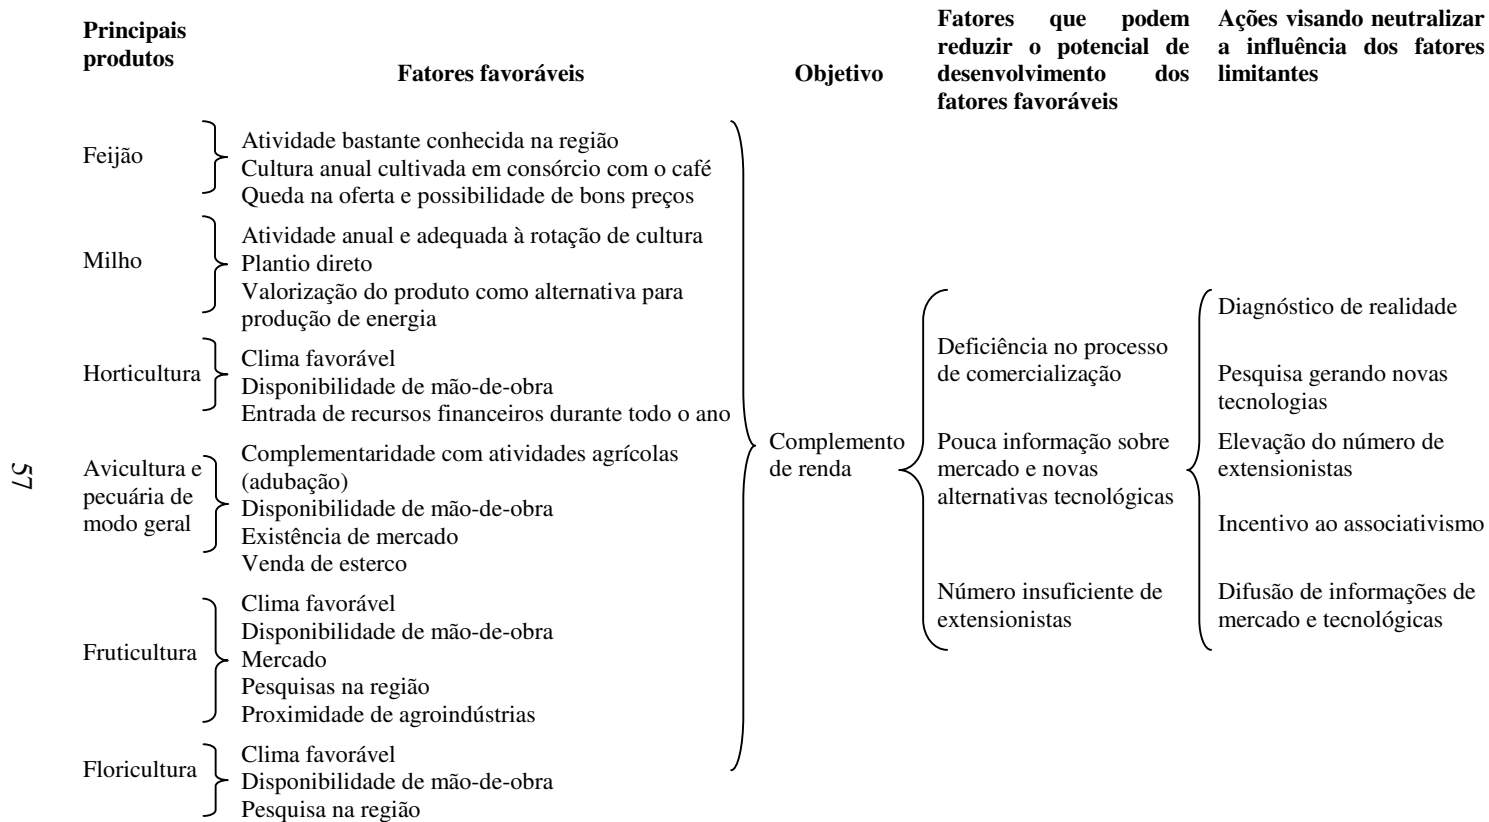 Principais
produtos
Fatores favoráveis
Objetivo
Fatores que podem
reduzir o potencial de
desenvolvimento dos
fatores favoráveis
Ações visando neutralizar
a influência dos fatores
limitantes
Feijão
Atividade bastante conhecida na região
Cultura anual cultivada em consórcio com o café
Queda na oferta e possibilidade de bons preços
Milho
Atividade anual e adequada à rotação de cultura
Plantio direto
Valorização do produto como alternativa para
produção de energia
Horticultura
Clima favorável
Disponibilidade de mão-de-obra
Entrada de recursos financeiros durante todo o ano
Avicultura e
pecuária de
modo geral
Complementaridade com atividades agrícolas
(adubação)
Disponibilidade de mão-de-obra
Existência de mercado
Venda de esterco
Fruticultura
Clima favorável
Disponibilidade de mão-de-obra
Mercado
Pesquisas na região
Proximidade de agroindústrias
Floricultura
Clima favorável
Disponibilidade de mão-de-obra
Pesquisa na região
Complemento
de renda
Deficiência no processo
de comercialização
Pouca informação sobre
mercado e novas
alternativas tecnológicas
Número insuficiente de
extensionistas
Diagnóstico de realidade
Pesquisa gerando novas
tecnologias
Elevação do número de
extensionistas
Incentivo ao associativismo
Difusão de informações de
mercado e tecnológicas
57